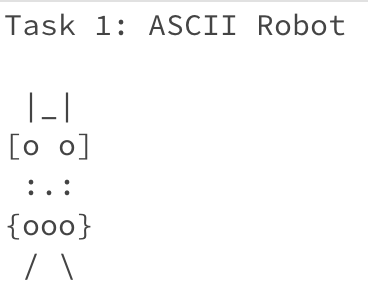 Task 1: ASCII Robot

 |_|
[o o]
 :.:
{ooo}
 / \